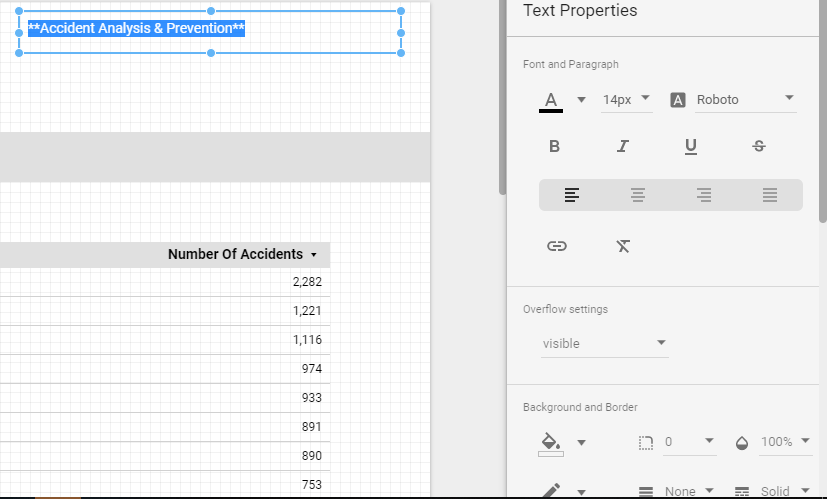 **Accident Analysis & Prevention**
Number Of Accidents
2,282
1,221
1,116
974
933
891
890
753
Text Properties
Font and Paragraph
A 14px A Roboto
B I U S
Overflow settings
visible
Background and Border
0 100%
None Solid